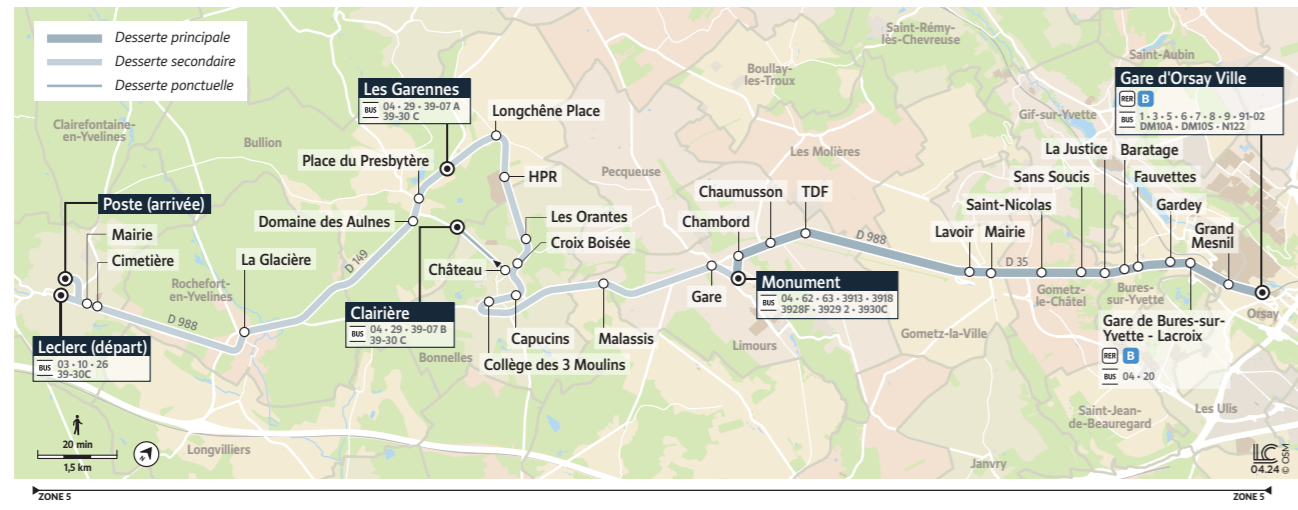 Desserte principale
Desserte secondaire
Desserte ponctuelle
Saint-Rémy-
lès-Chevreuse
Saint-Aubin
Boullay-
les-Troux
Gare d'Orsay Ville
RER B
BUS 1 • 3 • 5 • 6 • 7 • 8 • 9 • 91-02
DM10A • DM10S • N122
Les Garennes
BUS 04 • 29 • 39-07 A
39-30 C
Longchêne Place
Gif-sur-Yvette
Clairefontaine-
en-Yvelines
Bullion
Les Molières
La Justice
Baratage
Place du Presbytère
HPR
Pecqueuse
Sans Soucis
Fauvettes
Chaumusson
TDF
Poste (arrivée)
Saint-Nicolas
Gardey
Mairie
Domaine des Aulnes
Les Orantes
Chambord
Lavoir
Mairie
Grand
Mesnil
Cimetière
La Glacière
Croix Boisée
D 988
D 35
D 149
Château
Rochefort-
en-Yvelines
Gare
Monument
BUS 04 • 62 • 63 • 3913 • 3918
3928F • 3929 2 • 3930C
Gometz-
le-Châtel
Bures-
sur-Yvette
Orsay
Clairière
BUS 04 • 29 • 39-07 B
39-30 C
D 988
Leclerc (départ)
BUS 03 • 10 • 26
39-30C
Bonnelles
Capucins
Malassis
Limours
Gometz-la-Ville
Gare de Bures-sur-
Yvette - Lacroix
RER B
BUS 04 • 20
Collège des 3 Moulins
Saint-Jean-
de-Beauregard
Les Ulis
20 min
1,5 km
Longvilliers
Janvry
LC
04.24 © OSM
ZONE 5
ZONE 5